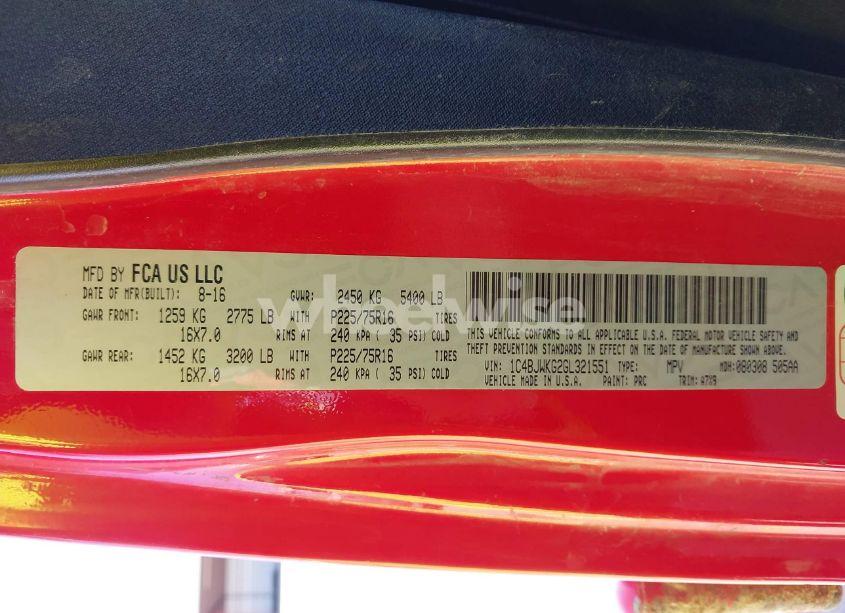 MFD BY FCA US LLC
DATE OF MFR(BUILT): 8-16 GVWR: 2450 KG 5400 LB
GAWR FRONT: 1259 KG 2775 LB WITH P225/75R16 TIRES
16X7.0 RIMS AT 240 KPA ( 35 PSI) COLD
GAWR REAR: 1452 KG 3200 LB WITH P225/75R16 TIRES
16X7.0 RIMS AT 240 KPA ( 35 PSI) COLD
THIS VEHICLE CONFORMS TO ALL APPLICABLE U.S.A. FEDERAL MOTOR VEHICLE SAFETY AND
THEFT PREVENTION STANDARDS IN EFFECT ON THE DATE OF MANUFACTURE SHOWN ABOVE.
VIN: 1C4BJWKG2GL321551 TYPE: MPV MDH:080308 505AA
VEHICLE MADE IN U.S.A. PAINT: PRC TRIM: A7X9
wheelwise